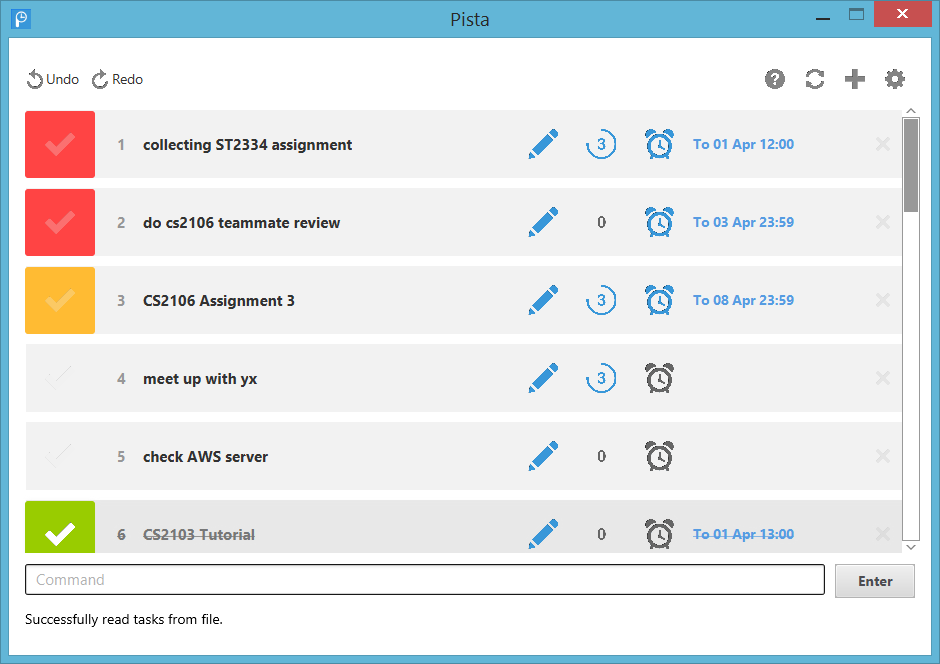 Pista
Undo Redo
1 collecting ST2334 assignment 3 To 01 Apr 12:00
2 do cs2106 teammate review 0 To 03 Apr 23:59
3 CS2106 Assignment 3 3 To 08 Apr 23:59
4 meet up with yx 3
5 check AWS server 0
6 CS2103 Tutorial 0 To 01 Apr 13:00
Command Enter
Successfully read tasks from file.